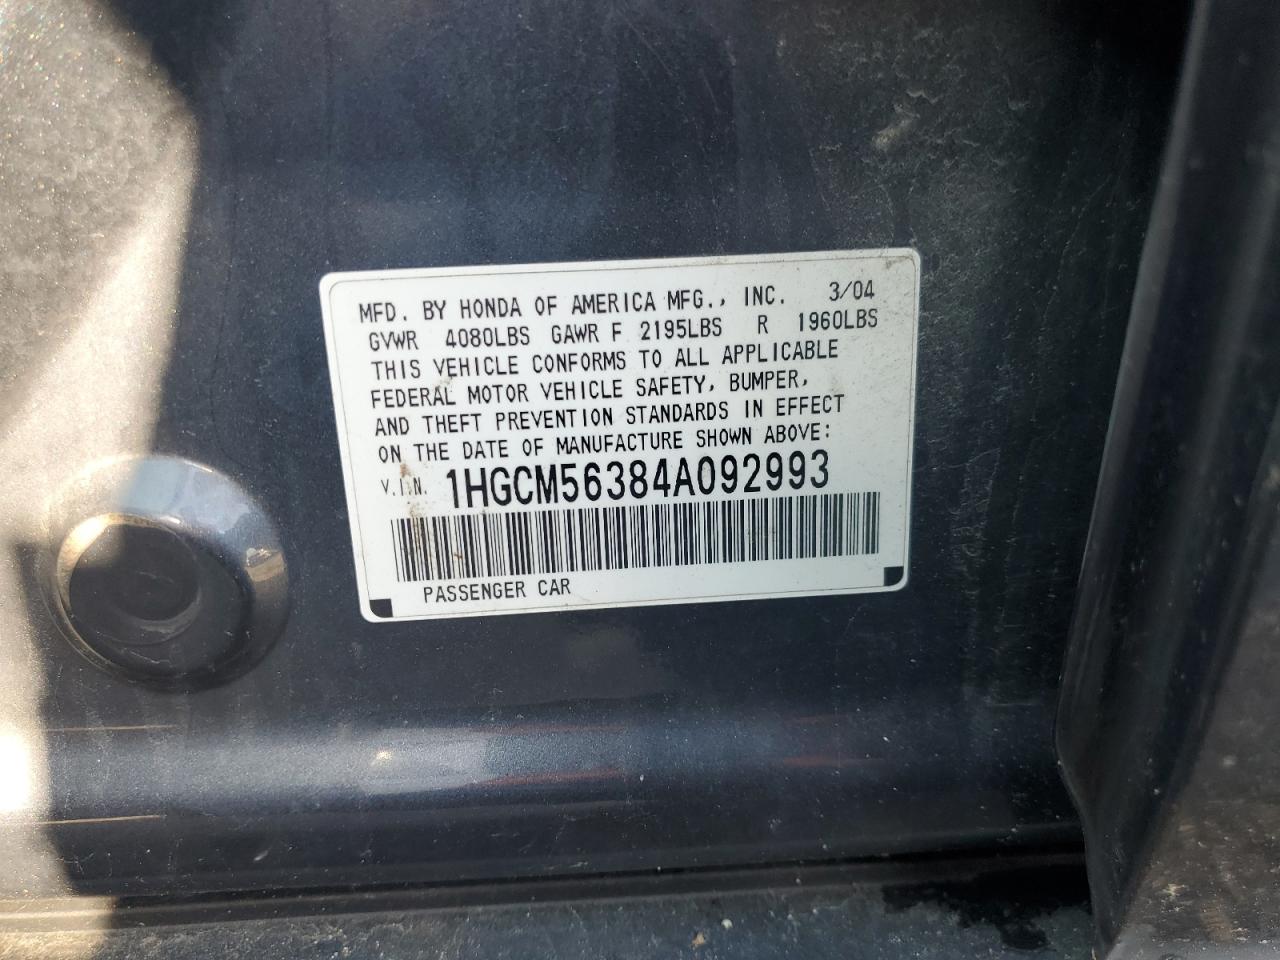 MFD. BY HONDA OF AMERICA MFG., INC. 3/04
GVWR 4080LBS GAWR F 2195LBS R 1960LBS
THIS VEHICLE CONFORMS TO ALL APPLICABLE
FEDERAL MOTOR VEHICLE SAFETY, BUMPER,
AND THEFT PREVENTION STANDARDS IN EFFECT
ON THE DATE OF MANUFACTURE SHOWN ABOVE:
V.I.N. 1HGCM56384A092993
PASSENGER CAR